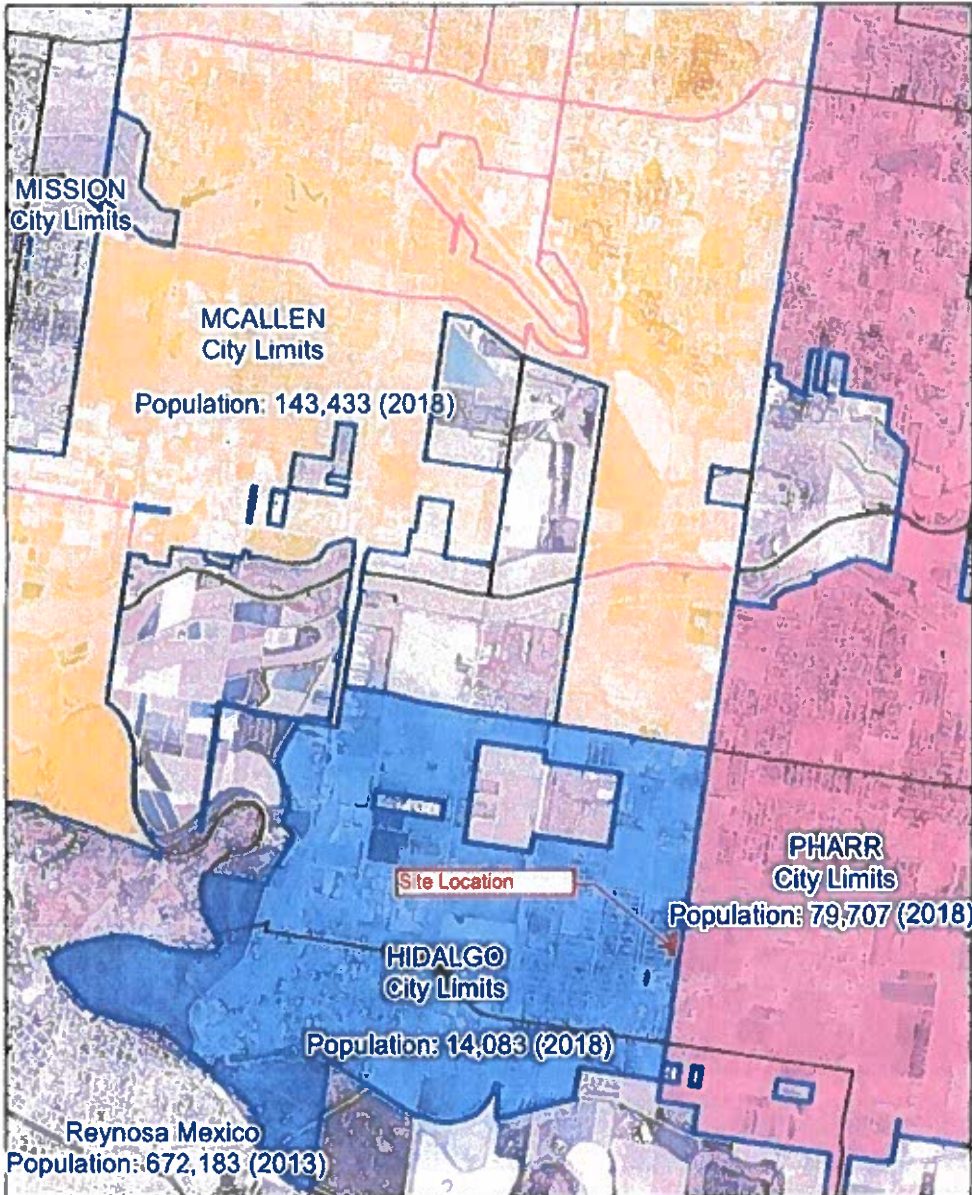 MISSION
City Limits
MCALLEN
City Limits
Population: 143,433 (2018)
Site Location
PHARR
City Limits
Population: 79,707 (2018)
HIDALGO
City Limits
Population: 14,083 (2018)
Reynosa Mexico
Population: 672,183 (2013)